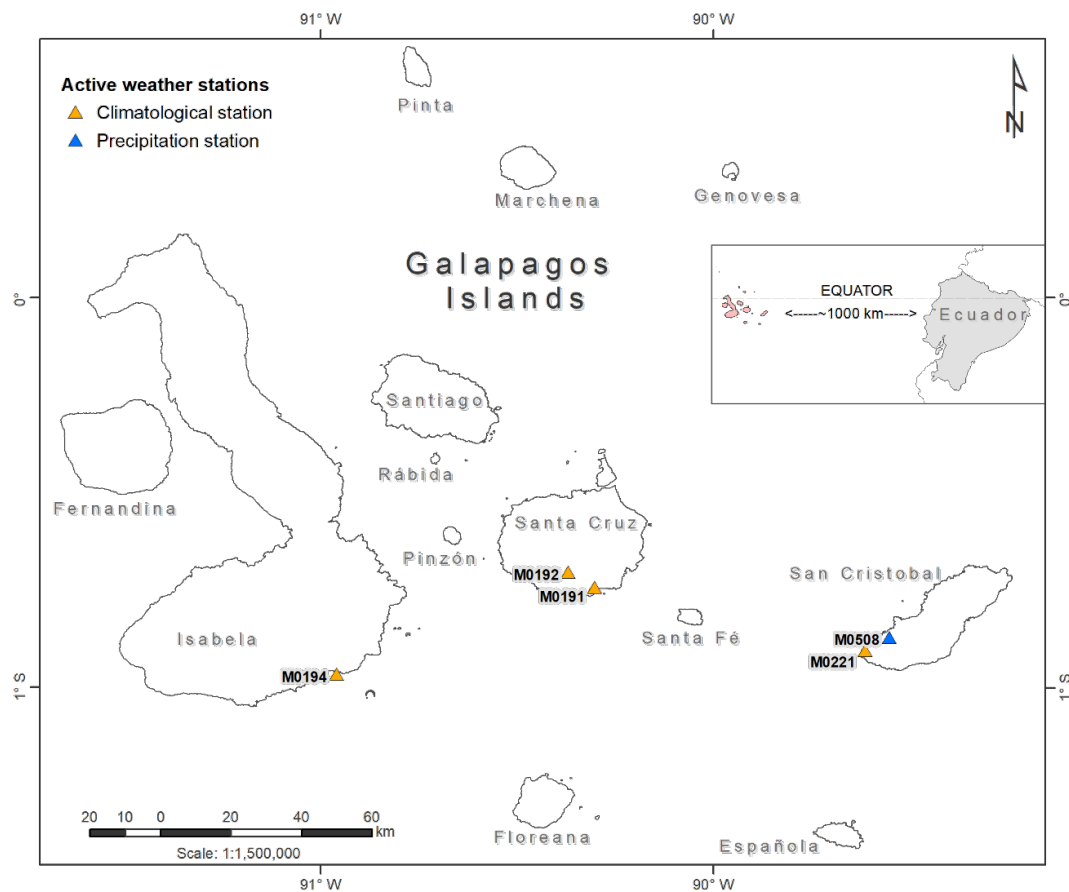 91° W
90° W
Active weather stations
Climatological station
Precipitation station
Pinta
N
Marchena
Genovesa
Galapagos
Islands
0°
0°
EQUATOR
<-----~1000 km----->
Ecuador
Santiago
Rábida
Fernandina
Santa Cruz
Pinzón
M0192
M0191
San Cristobal
Isabela
Santa Fé
M0508
M0221
M0194
1° S
1° S
20 10 0 20 40 60
km
Scale: 1:1,500,000
Floreana
Española
91° W
90° W